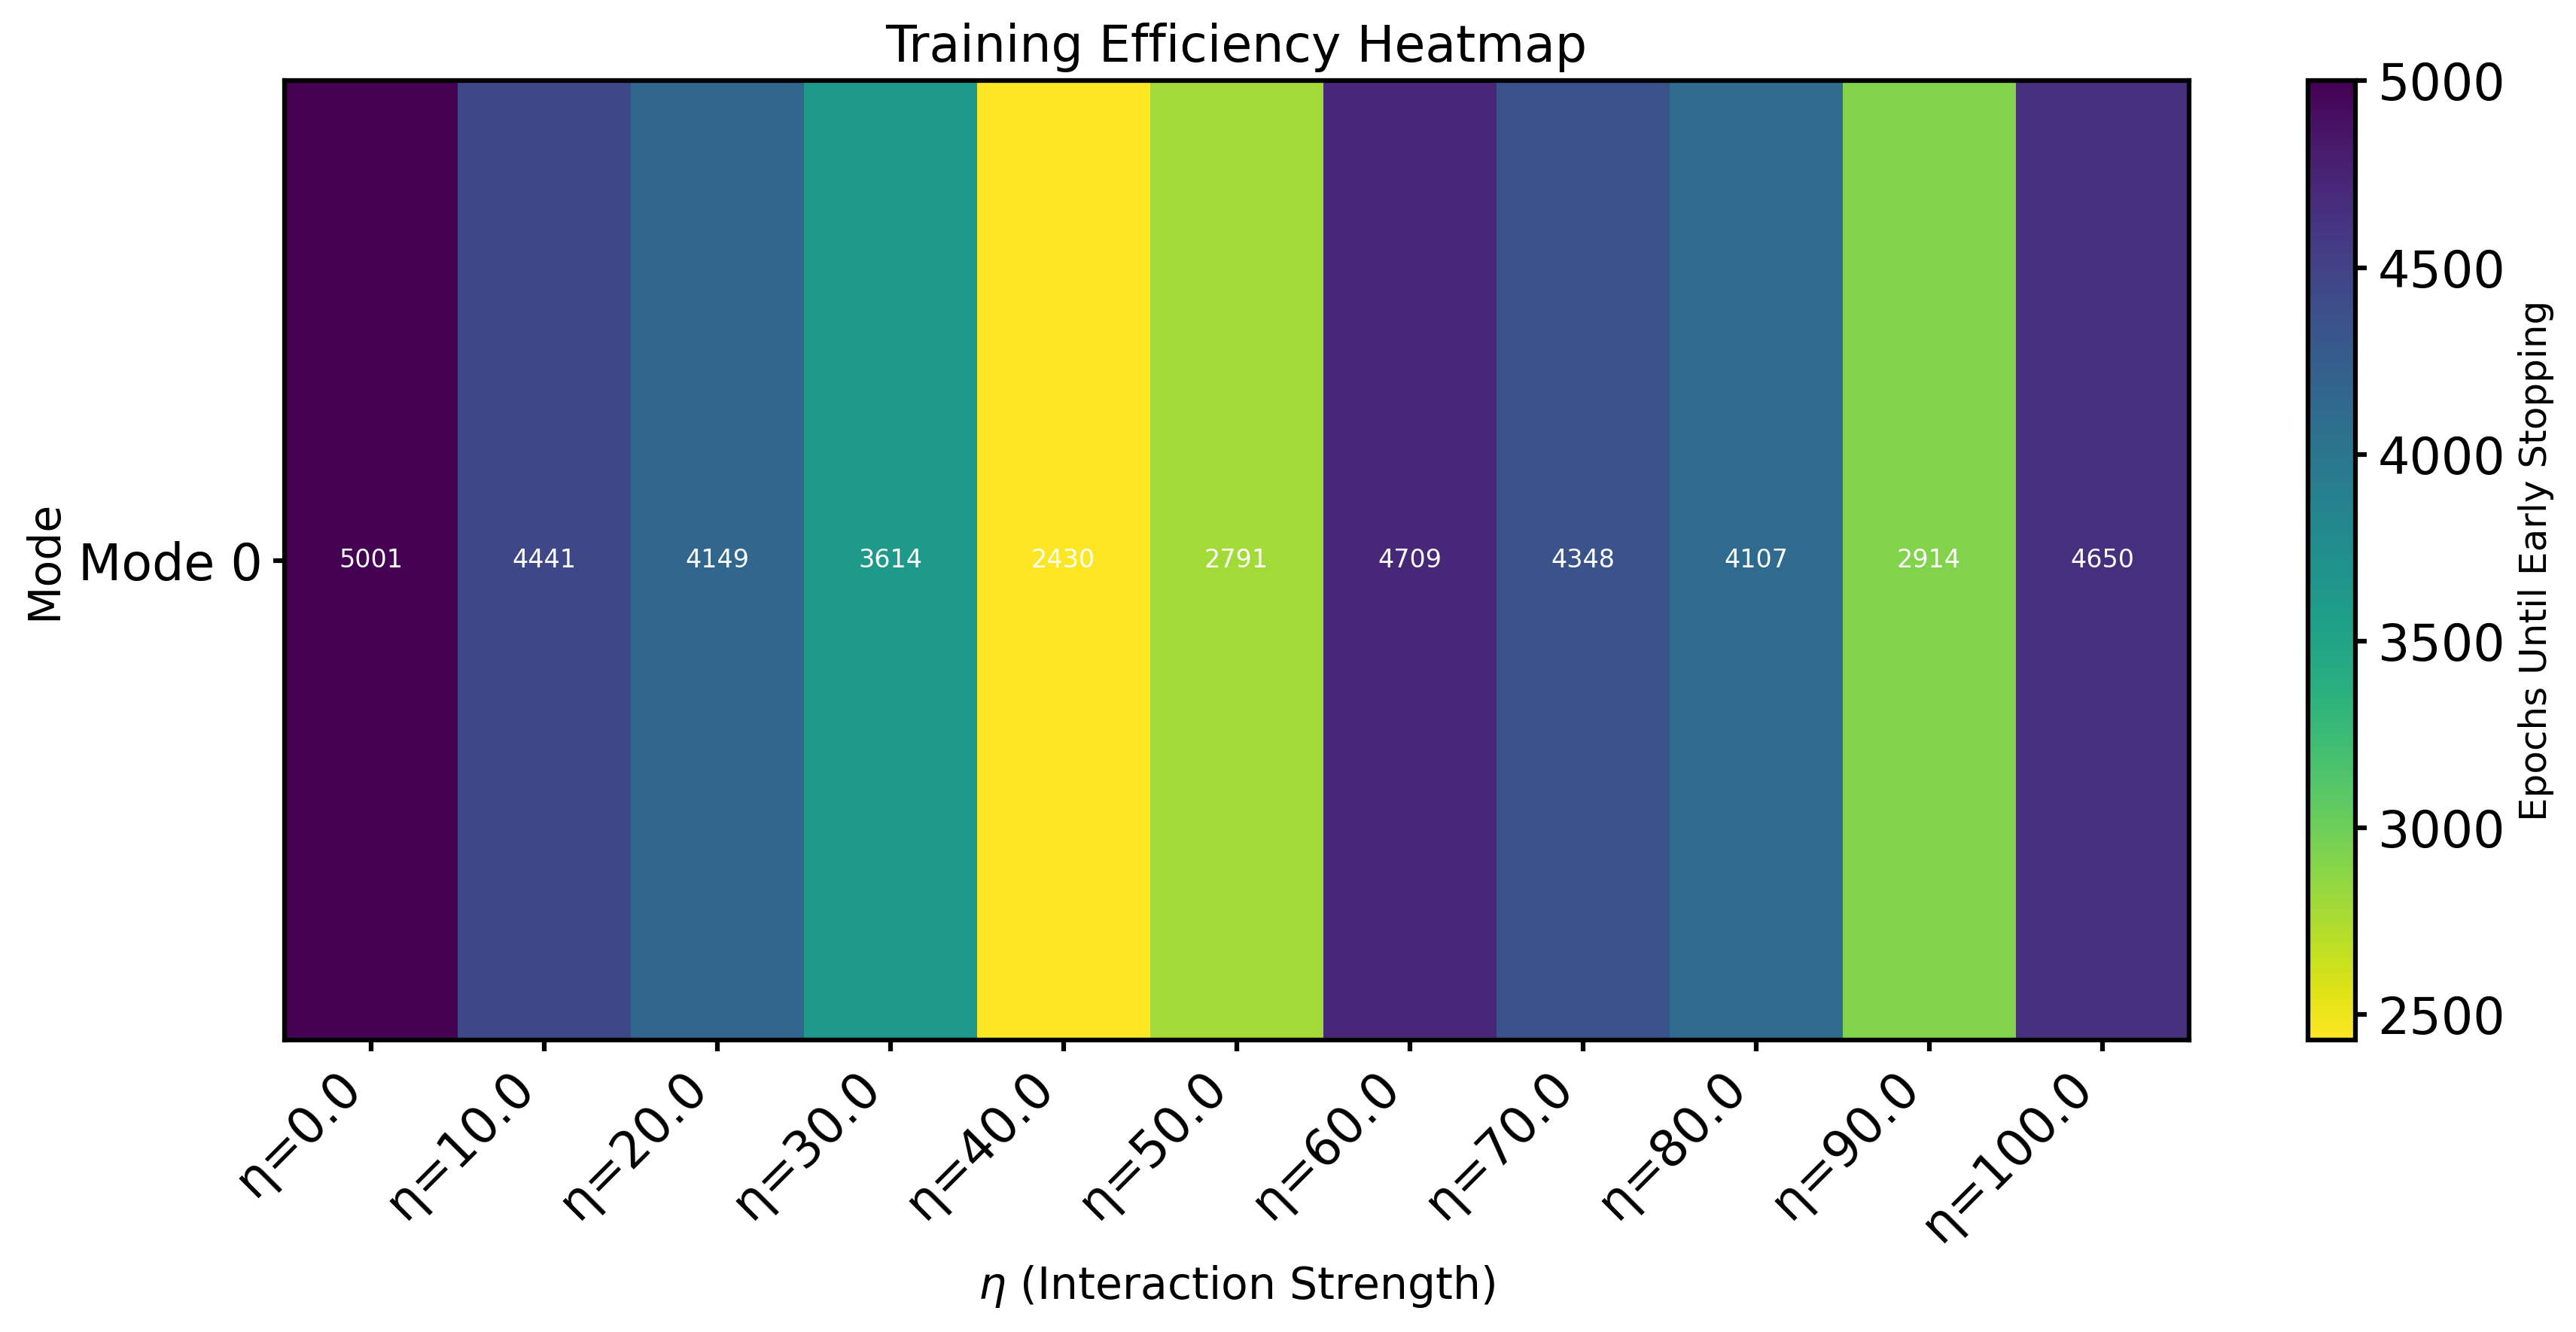 Training Efficiency Heatmap
Mode
Mode 0
5001 4441 4149 3614 2430 2791 4709 4348 4107 2914 4650
η=0.0 η=10.0 η=20.0 η=30.0 η=40.0 η=50.0 η=60.0 η=70.0 η=80.0 η=90.0 η=100.0
η (Interaction Strength)
5000
4500
4000
3500
3000
2500
Epochs Until Early Stopping